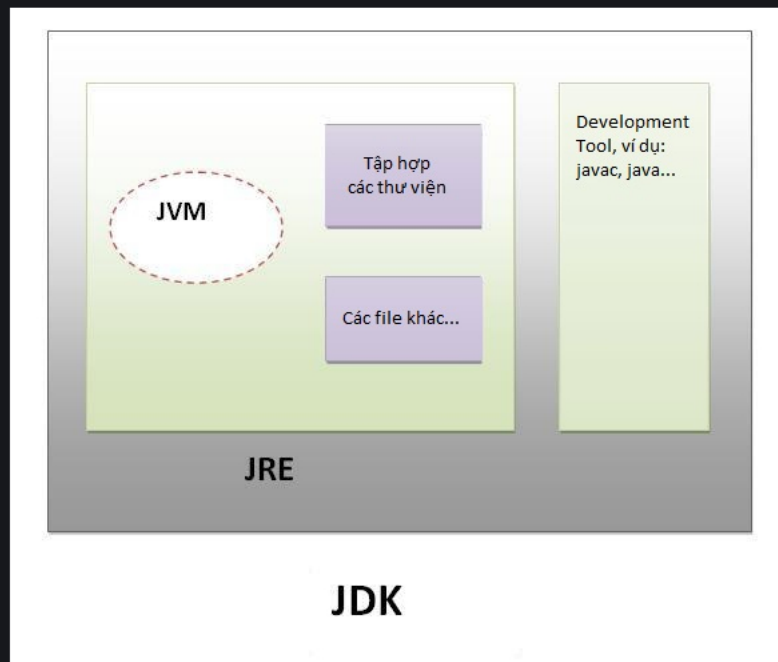 JVM
Tập hợp
các thư viện
Các file khác...
Development
Tool, ví dụ:
javac, java...
JRE
JDK